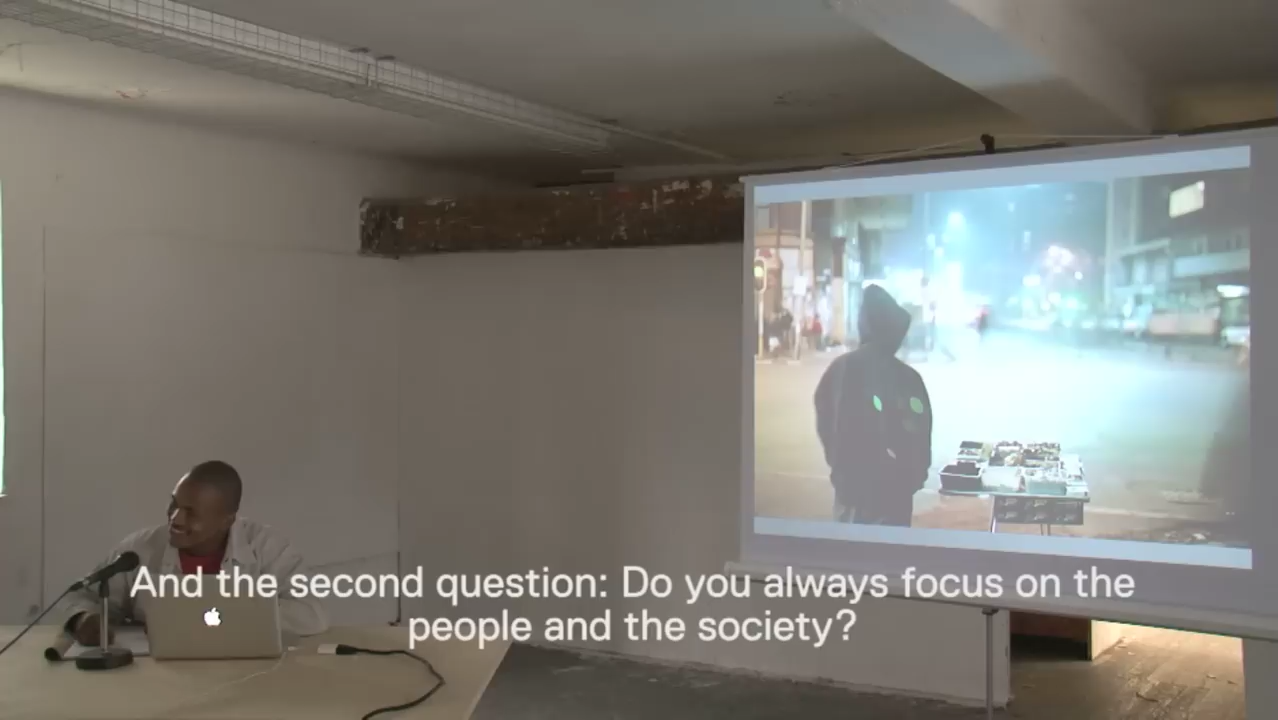 And the second question: Do you always focus on the
people and the society?